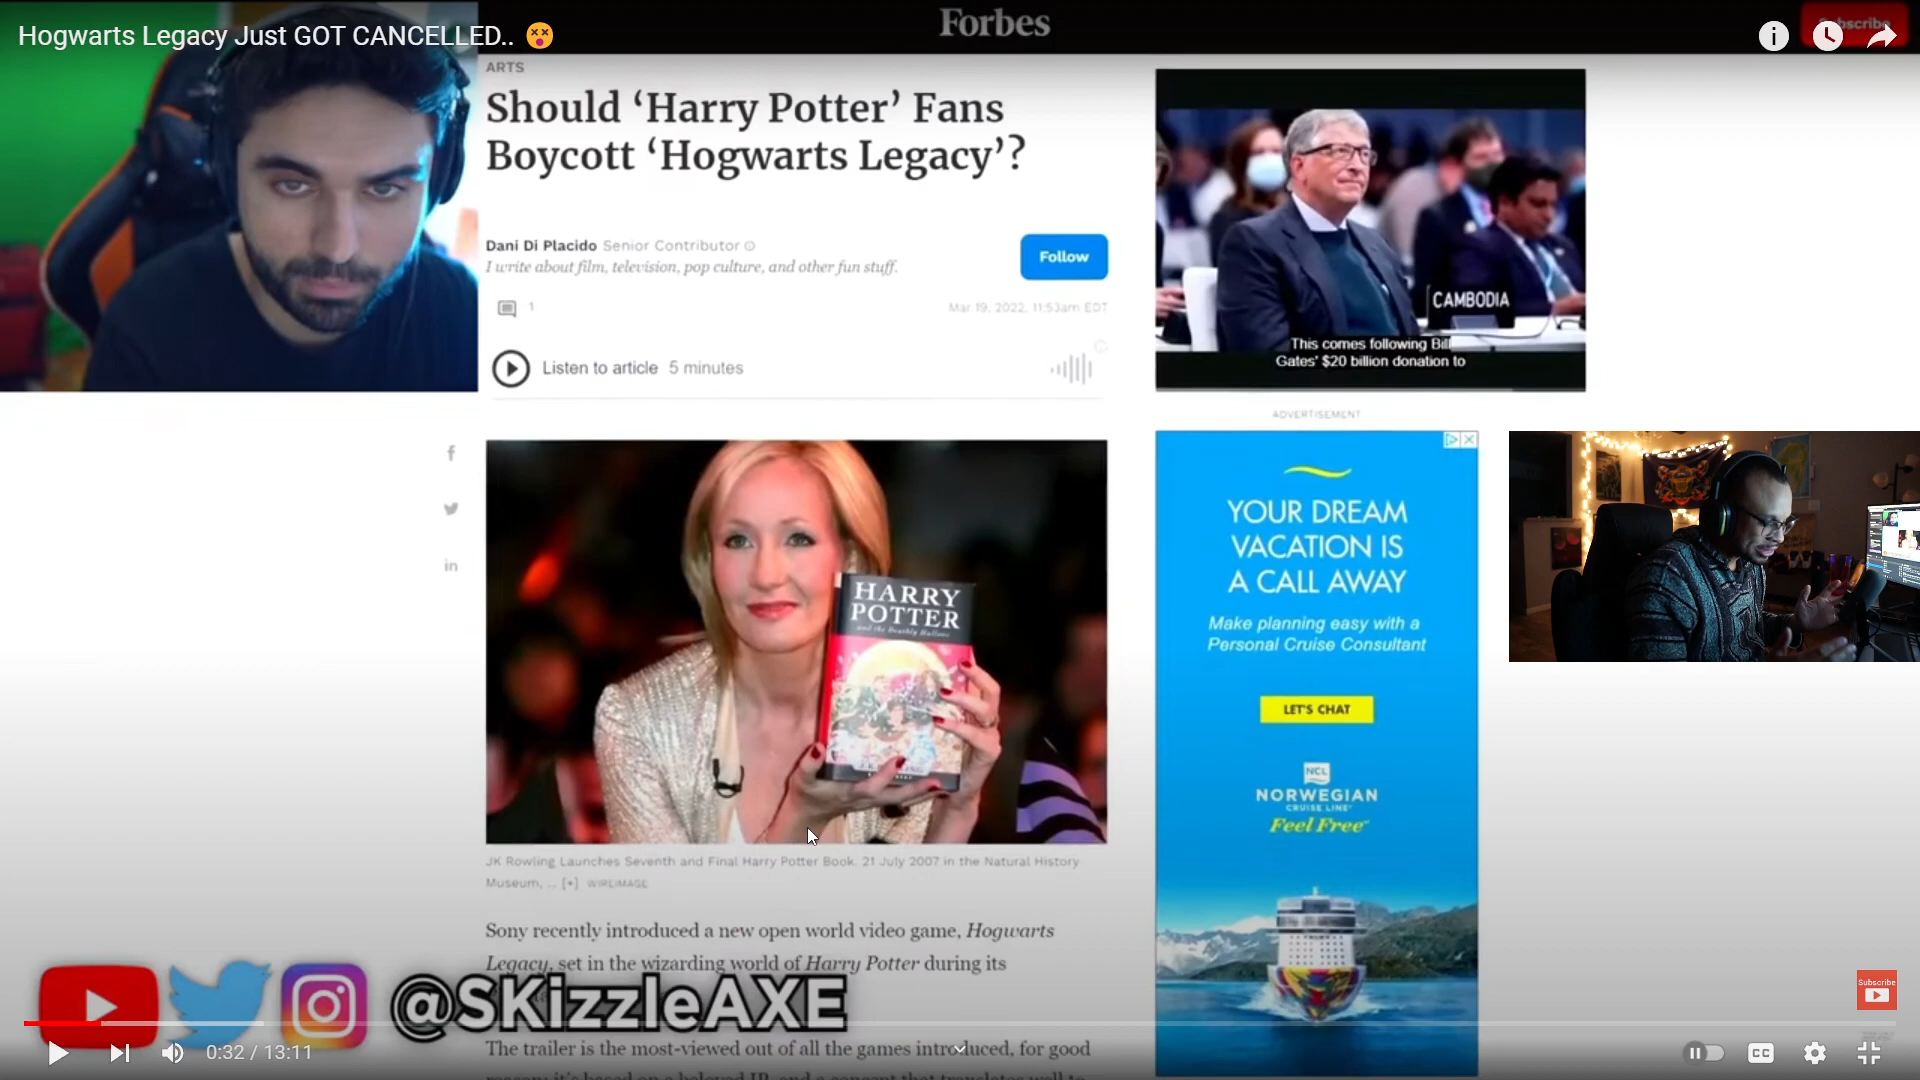 Hogwarts Legacy Just GOT CANCELLED.. 😵
Forbes
Subscribe
ARTS
Should ‘Harry Potter’ Fans
Boycott ‘Hogwarts Legacy’?
Dani Di Placido Senior Contributor
I write about film, television, pop culture, and other fun stuff.
Follow
1
Mar 19, 2022, 11:53am EDT
Listen to article 5 minutes
CAMBODIA
This comes following Bill
Gates' $20 billion donation to
ADVERTISEMENT
HARRY
POTTER
and the Deathly Hallows
JK Rowling Launches Seventh and Final Harry Potter Book. 21 July 2007 in the Natural History
Museum, ... [+] WIREIMAGE
YOUR DREAM
VACATION IS
A CALL AWAY
Make planning easy with a
Personal Cruise Consultant
LET'S CHAT
NCL
NORWEGIAN
CRUISE LINE®
Feel Free™
Sony recently introduced a new open world video game, Hogwarts
Legacy, set in the wizarding world of Harry Potter during its
@SKizzleAXE
The trailer is the most-viewed out of all the games introduced, for good
Subscribe
0:32 / 13:11
CC